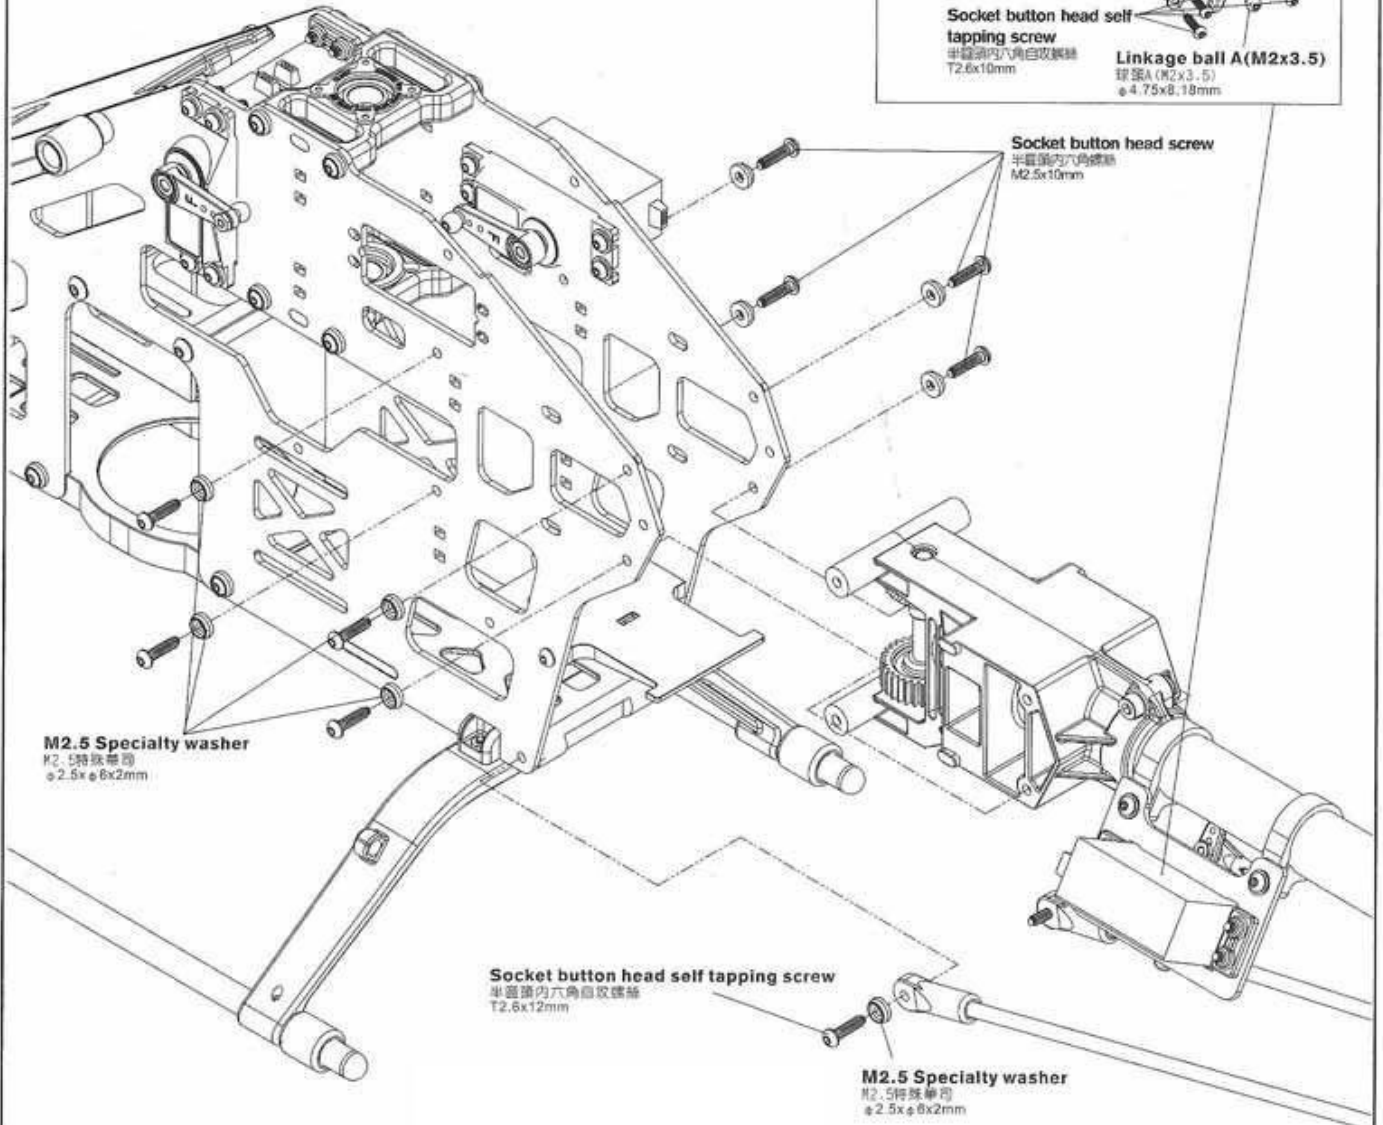 Socket button head self
tapping screw
半圓頭內六角自攻螺絲
T2.6x10mm
Linkage ball A(M2x3.5)
球頭A(M2x3.5)
φ4.75x8.18mm
Socket button head screw
半圓頭內六角螺絲
M2.5x10mm
M2.5 Specialty washer
M2.5特殊華司
φ2.5xφ6x2mm
Socket button head self tapping screw
半圓頭內六角自攻螺絲
T2.6x12mm
M2.5 Specialty washer
M2.5特殊華司
φ2.5xφ6x2mm